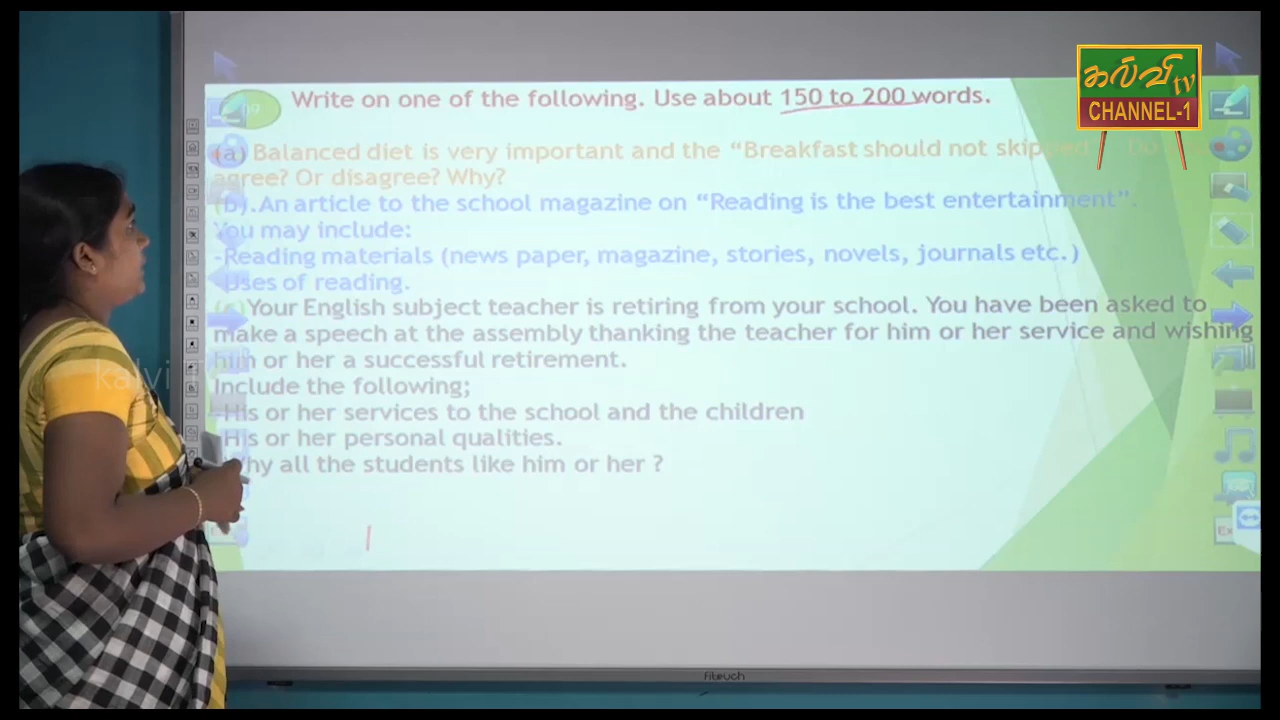 கல்வி tv
CHANNEL-1
09
Write on one of the following. Use about 150 to 200 words.
(a) Balanced diet is very important and the “Breakfast should not
agree? Or disagree? Why?
(b).An article to the school magazine on “Reading is the best entertainment”.
You may include:
-Reading materials (news paper, magazine, stories, novels, journals etc.)
-Uses of reading.
(c)Your English subject teacher is retiring from your school. You have been asked to
make a speech at the assembly thanking the teacher for him or her service and wishing
him or her a successful retirement.
Include the following;
-His or her services to the school and the children
-His or her personal qualities.
all the students like him or her ?
kalvi
Fitouch